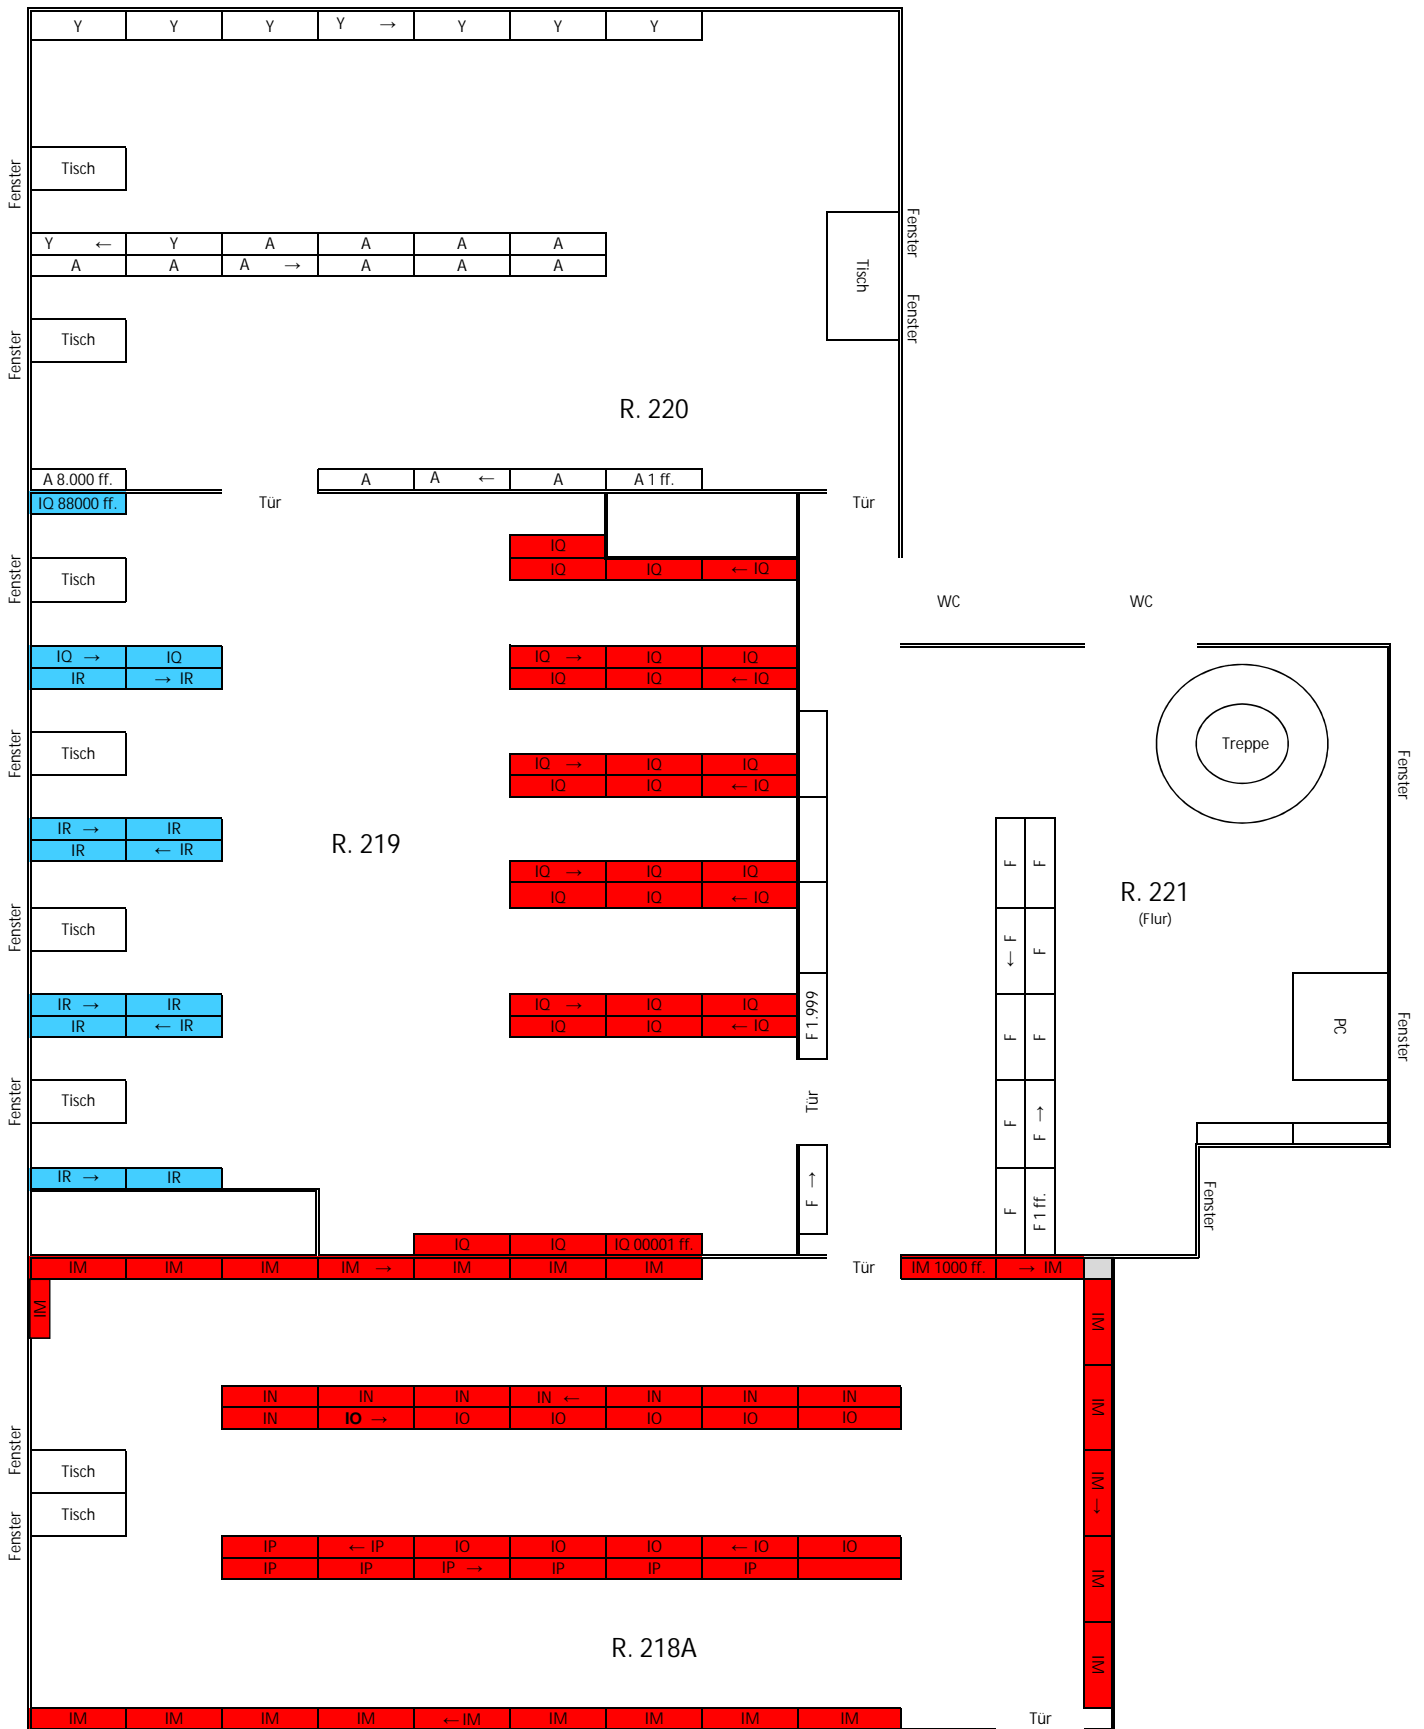 Y Y Y Y → Y Y Y
Fenster
Tisch
Y ← Y A A A A
A A A → A A A
Fenster
Tisch
Fenster
Fenster
Tisch
R. 220
A 8.000 ff. A A ← A A 1 ff.
IQ 88000 ff. Tür Tür
IQ
Fenster
Tisch
IQ IQ ← IQ
WC WC
IQ → IQ IQ → IQ IQ
IR → IR IQ IQ ← IQ
Fenster
Tisch
Treppe
Fenster
IQ → IQ IQ
IQ IQ ← IQ
IR → IR
IR ← IR
R. 219
IQ → IQ IQ
IQ IQ ← IQ
F F
R. 221
(Flur)
Fenster
Tisch
← F F
IR → IR IQ → IQ IQ
IR ← IR IQ IQ ← IQ
F 1.999
F F
PC
Fenster
Fenster
Tisch
Tür
F F →
IR → IR
F →
F F 1 ff.
Fenster
IQ IQ IQ 00001 ff.
IM IM IM IM → IM IM IM Tür IM 1000 ff. → IM
IM
IM
IN IN IN IN ← IN IN IN
IN IO → IO IO IO IO IO
IM
Fenster
Tisch
IM →
Fenster
Tisch
IP ← IP IO IO IO ← IO IO
IP IP IP → IP IP IP
IM
R. 218A
IM
IM IM IM IM ← IM IM IM IM IM Tür